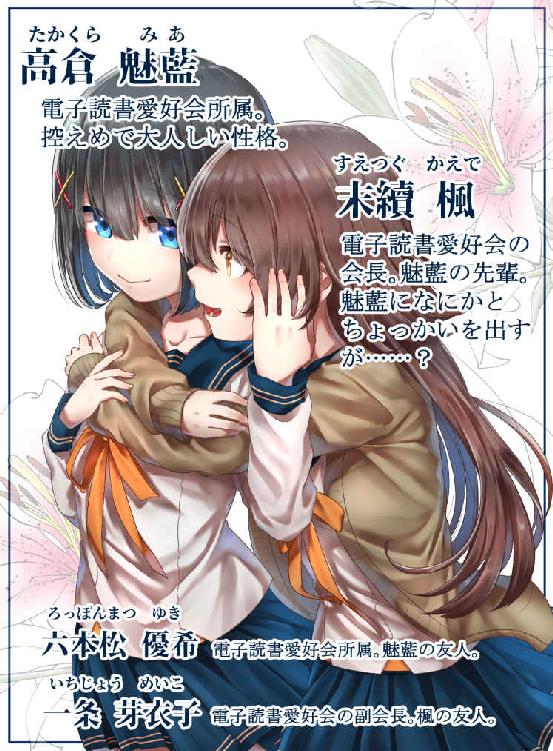 たかくら みあ
高倉 魅藍
電子読書愛好会所属。
控えめで大人しい性格。
すえつぐ かえで
末續 楓
電子読書愛好会の
会長。魅藍の先輩。
魅藍になにかと
ちょっかいを出す
が……？
ろっぽんまつ ゆき
六本松 優希 電子読書愛好会所属。魅藍の友人。
いちじょう めいこ
一条 芽衣子 電子読書愛好会の副会長。楓の友人。